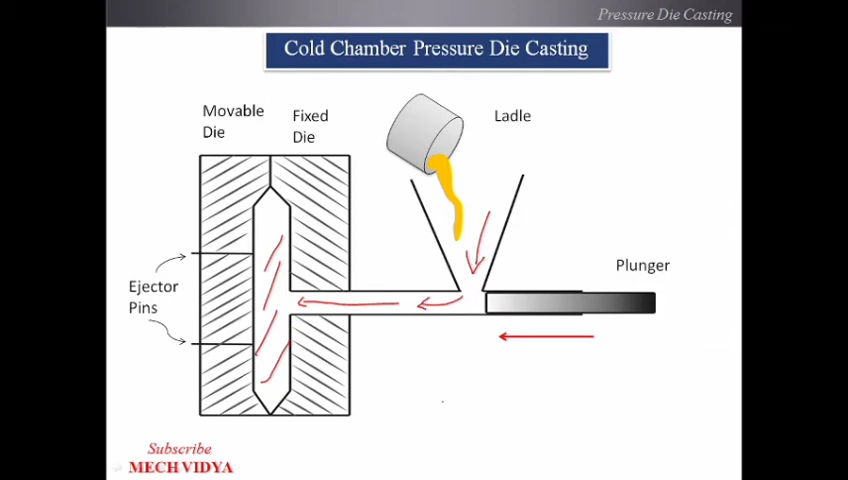 Pressure Die Casting
Cold Chamber Pressure Die Casting
Movable
Die
Fixed
Die
Ladle
Plunger
Ejector
Pins
Subscribe
MECH VIDYA